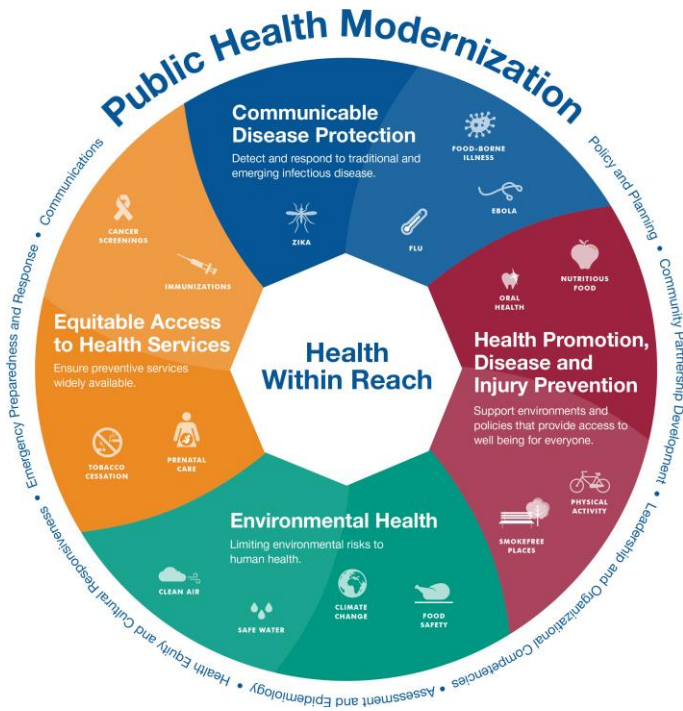 Public Health Modernization
Communicable
Disease Protection
Detect and respond to traditional and
emerging infectious disease.
ZIKA
FLU
FOOD-BORNE
ILLNESS
EBOLA
ORAL
HEALTH
NUTRITIOUS
FOOD
Health Promotion,
Disease and
Injury Prevention
Support environments and
policies that provide access to
well being for everyone.
PHYSICAL
ACTIVITY
SMOKEFREE
PLACES
Environmental Health
Limiting environmental risks to
human health.
CLEAN AIR
SAFE WATER
CLIMATE
CHANGE
FOOD
SAFETY
CANCER
SCREENINGS
IMMUNIZATIONS
Equitable Access
to Health Services
Ensure preventive services
widely available.
TOBACCO
CESSATION
PRENATAL
CARE
Health
Within Reach
Policy and Planning • Community Partnership Development • Leadership and Organizational Competencies • Assessment and Epidemiology • Health Equity and Cultural Responsiveness • Emergency Preparedness and Response • Communications